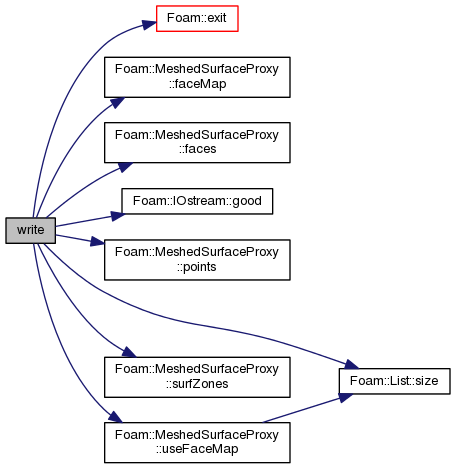 Foam::exit
Foam::MeshedSurfaceProxy
::faceMap
Foam::MeshedSurfaceProxy
::faces
Foam::IOstream::good
write
Foam::MeshedSurfaceProxy
::points
Foam::MeshedSurfaceProxy
::surfZones
Foam::List::size
Foam::MeshedSurfaceProxy
::useFaceMap